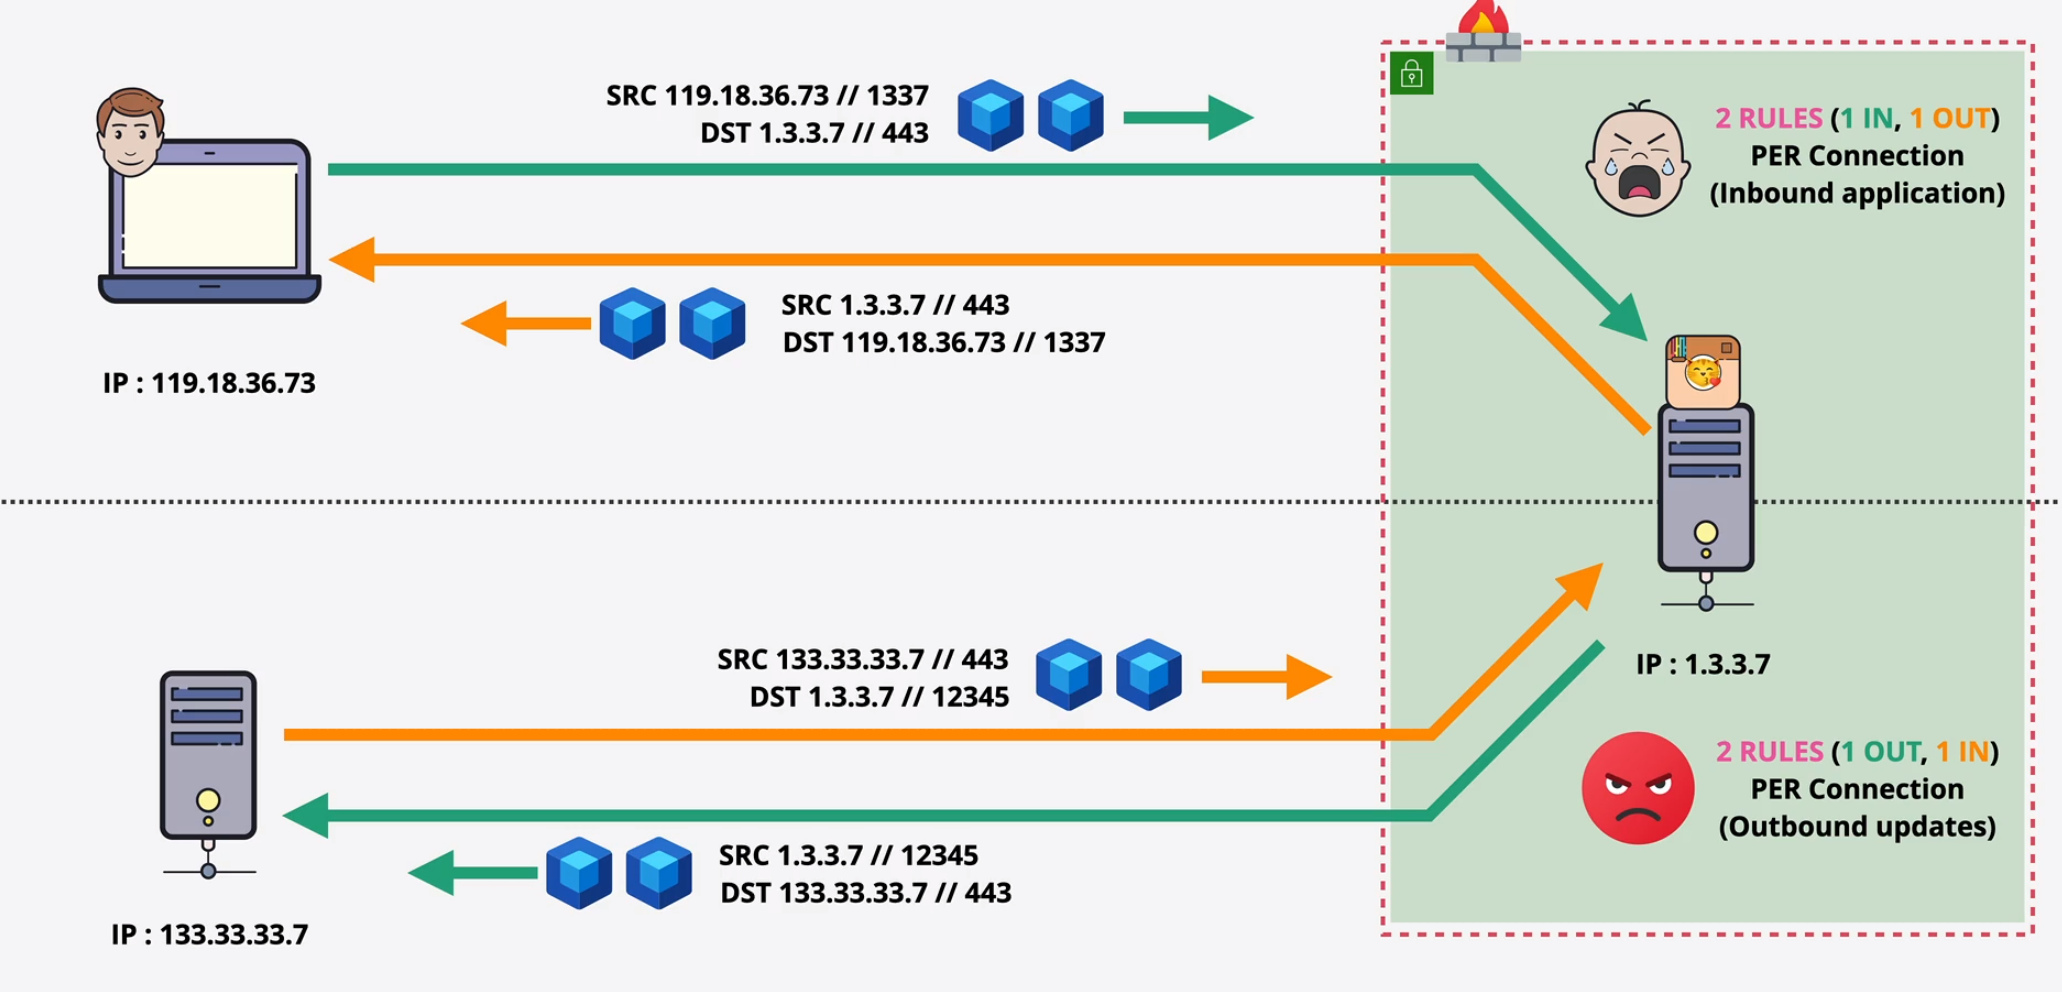 SRC 119.18.36.73 // 1337
DST 1.3.3.7 // 443
2 RULES (1 IN, 1 OUT)
PER Connection
(Inbound application)
SRC 1.3.3.7 // 443
DST 119.18.36.73 // 1337
IP : 119.18.36.73
SRC 133.33.33.7 // 443
DST 1.3.3.7 // 12345
IP : 1.3.3.7
2 RULES (1 OUT, 1 IN)
PER Connection
(Outbound updates)
SRC 1.3.3.7 // 12345
DST 133.33.33.7 // 443
IP : 133.33.33.7